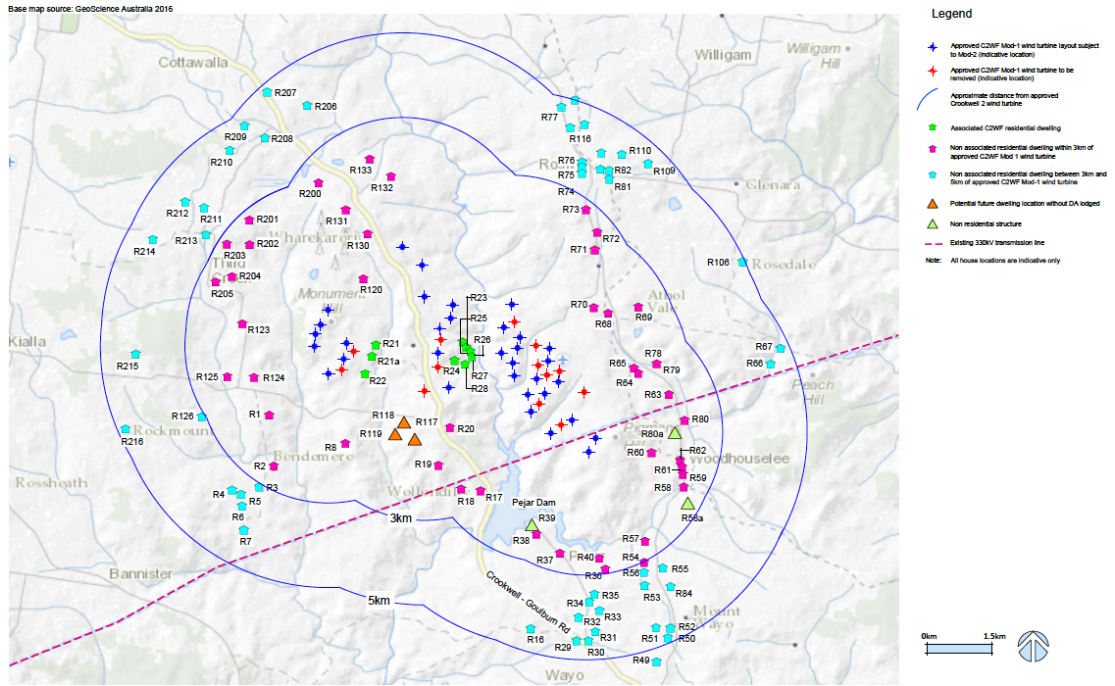 Base map source: GeoScience Australia 2016
Legend
Approved C2WF Mod-1 wind turbine layout subject
to Mod-2 (indicative location)
Approved C2WF Mod-1 wind turbine to be
removed (indicative location)
Approximate distance from approved
Crookwell 2 wind turbine
Associated C2WF residential dwelling
Non associated residential dwelling within 3km of
approved C2WF Mod 1 wind turbine
Non associated residential dwelling between 3km and
5km of approved C2WF Mod-1 wind turbine
Potential future dwelling location without DA lodged
Non residential structure
Existing 330kV transmission line
Note: All house locations are indicative only
0km 1.5km
Cottawalla
Willigam
Willigam
Hill
R207
R206
R77
R209
R208
R116
R210
R133
R76
R110
R75
R82
R109
R132
R74
R81
R200
Glenara
R212
R211
R131
R73
R201
R213
Wharekarori
R130
R72
R214
R202
R203
R71
Third
R106
Rosedale
R204
R120
R205
Monument
Hill
R23
R25
R70
Athol
Vale
R69
R68
R123
Kialla
R26
R21
R78
R67
R215
R21a
R24
R65
R79
R66
R22
R27
R64
Peach
Hill
R125
R124
R28
R63
R1
R118
R117
R126
R80
R119
R20
R80a
R216
Rockmount
R8
R62
Bendemere
R60
Woodhouselee
R2
R19
R61
R59
Rossheath
R3
R58
R4
R5
Wollondilly
R18
R17
R6
Pejar Dam
R58a
3km
R39
R7
R38
R57
R37
R40
R54
Bannister
R36
R56
R55
Crookwell - Goulburn Rd
R35
R53
R84
5km
R34
R33
Mount
Wayo
R32
R16
R31
R51
R52
R29
R30
R50
R49
Wayo